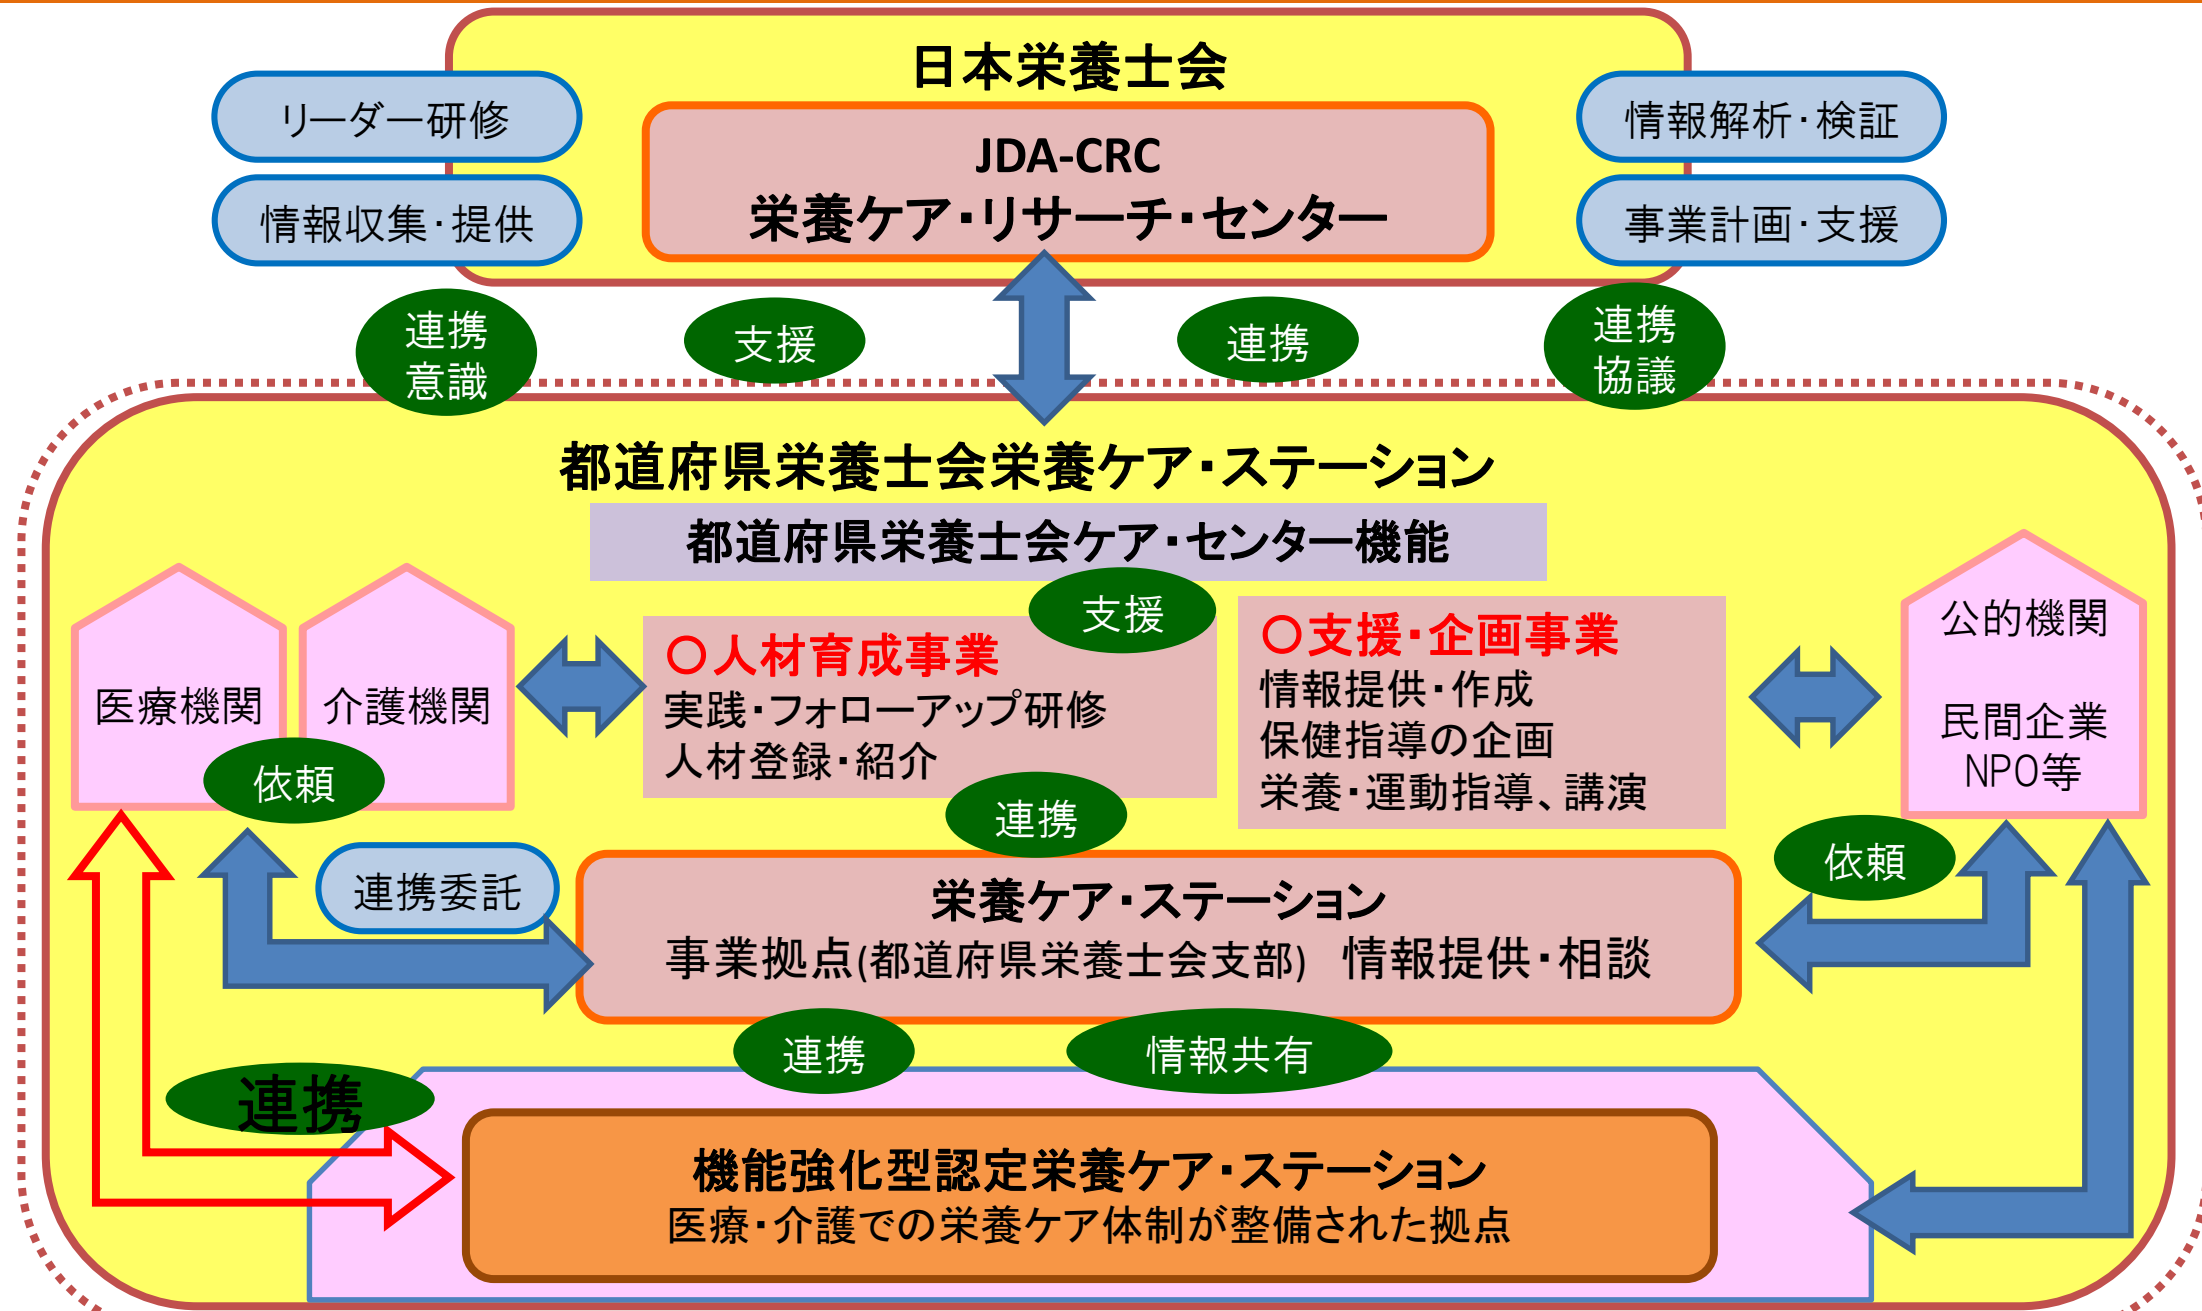 日本栄養士会
JDA-CRC
栄養ケア・リサーチ・センター
リーダー研修
情報収集・提供
情報解析・検証
事業計画・支援
連携
意識
支援
連携
連携
協議
都道府県栄養士会栄養ケア・ステーション
都道府県栄養士会ケア・センター機能
医療機関
介護機関
依頼
支援
〇人材育成事業
実践・フォローアップ研修
人材登録・紹介
〇支援・企画事業
情報提供・作成
保健指導の企画
栄養・運動指導、講演
公的機関
民間企業
NPO等
連携
依頼
連携委託
栄養ケア・ステーション
事業拠点(都道府県栄養士会支部)　情報提供・相談
連携
情報共有
連携
機能強化型認定栄養ケア・ステーション
医療・介護での栄養ケア体制が整備された拠点